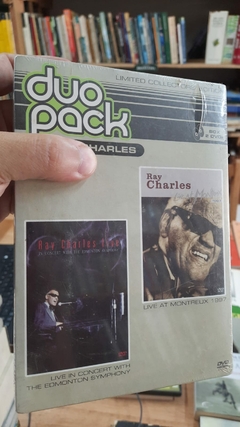 LIMITED COLLECTOR'S EDITION
duo
pack
CHARLES
Ray
Charles
Ray Charles Live
LIVE AT MONTREUX 1997
LIVE IN CONCERT WITH
THE EDMONTON SYMPHONY
DVD